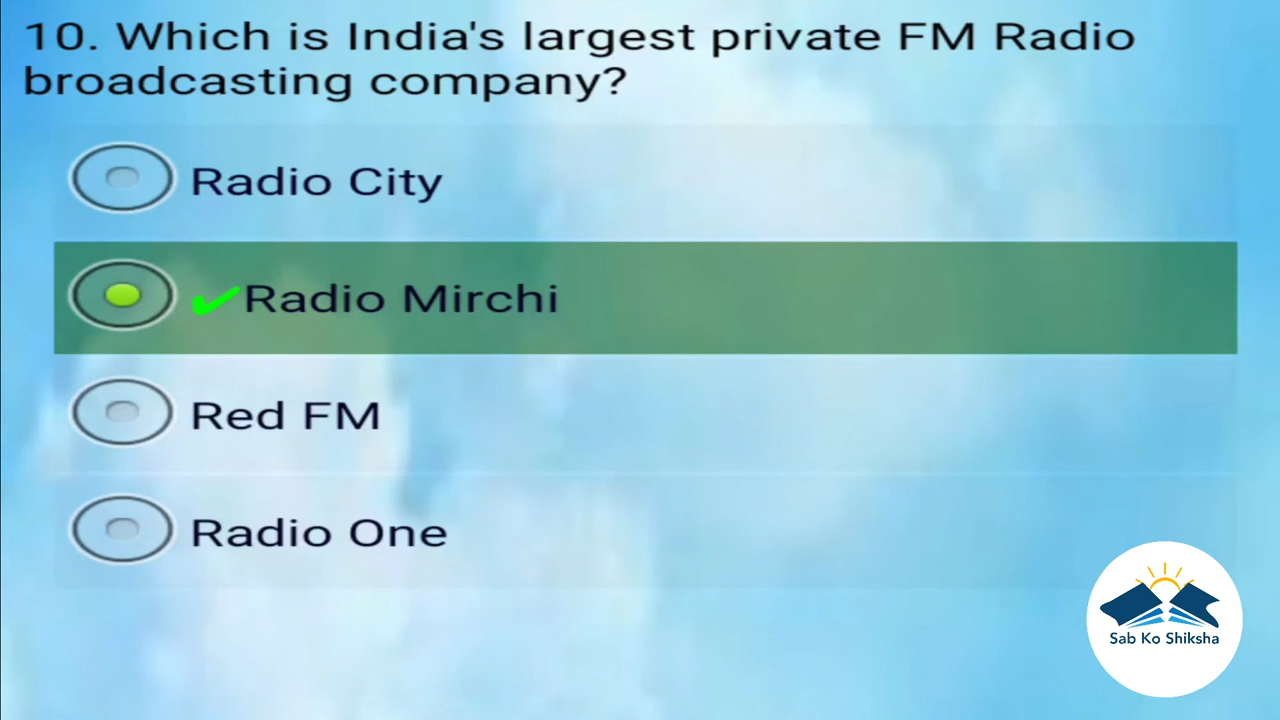 10. Which is India's largest private FM Radio
broadcasting company?
Radio City
✔Radio Mirchi
Red FM
Radio One
Sab Ko Shiksha